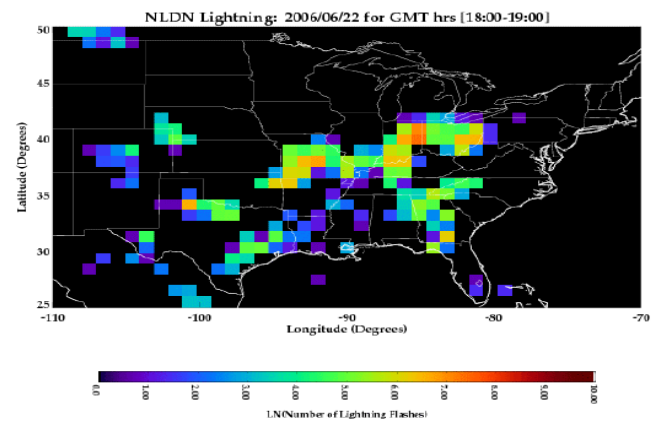 NLDN Lightning: 2006/06/22 for GMT hrs [18:00-19:00]
50
45
40
35
30
25
Latitude (Degrees)
-110 -100 -90 -80 -70
Longitude (Degrees)
0.0 1.00 2.00 3.00 4.00 5.00 6.00 7.00 8.00 9.00 10.00
LN(Number of Lightning Flashes)